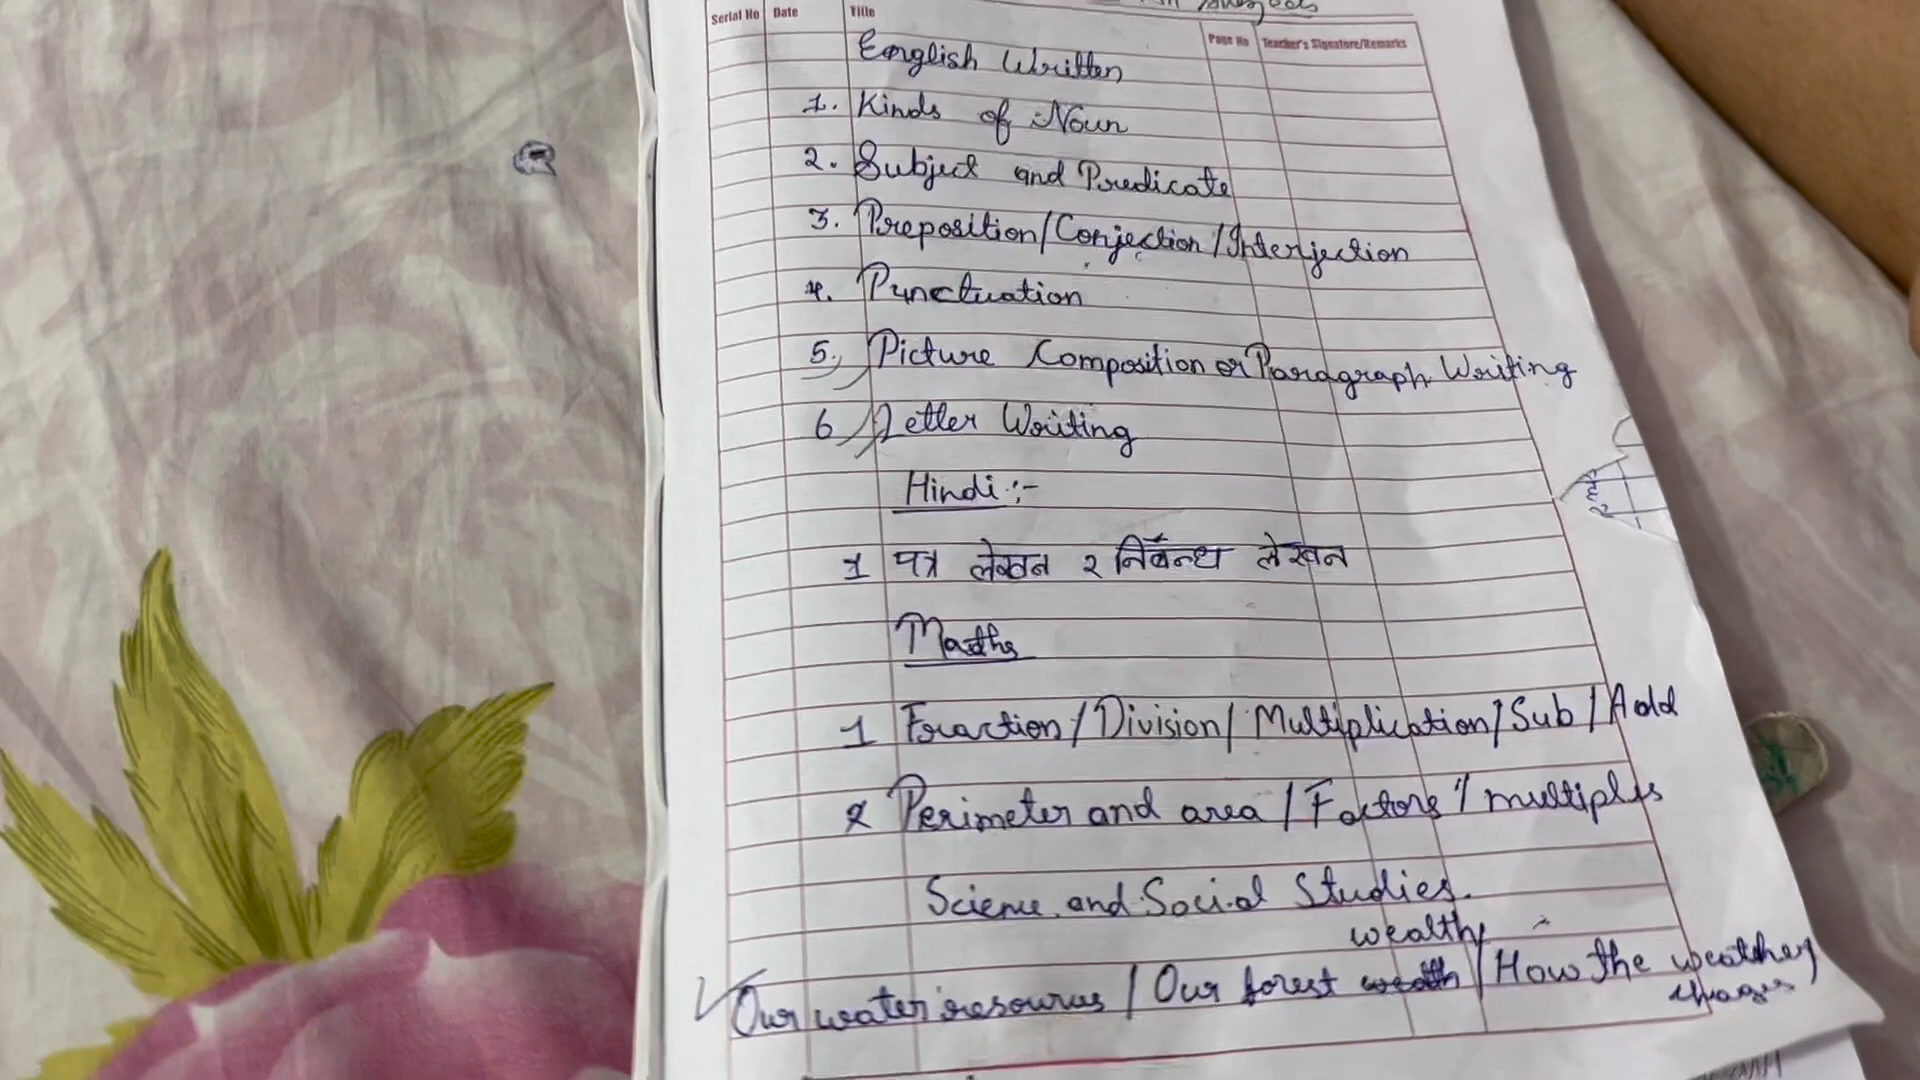 Serial No Date Title Page No Teacher's Signature/Remarks
English Written
1. Kinds of Noun
2. Subject and Predicate
3. Preposition/Conjection/Interjection
4. Punctuation
5. Picture Composition or Paragraph Writing
6 Letter Writing
Hindi :-
1 पत्र लेखन २ निबन्ध लेखन
Maths
1 Fraction/Division/Multiplication/Sub/Add
2 Perimeter and area/Factors/multiples
Science and Social Studies.
wealthy
Our water resources/Our forest wealth/How the weather
changes